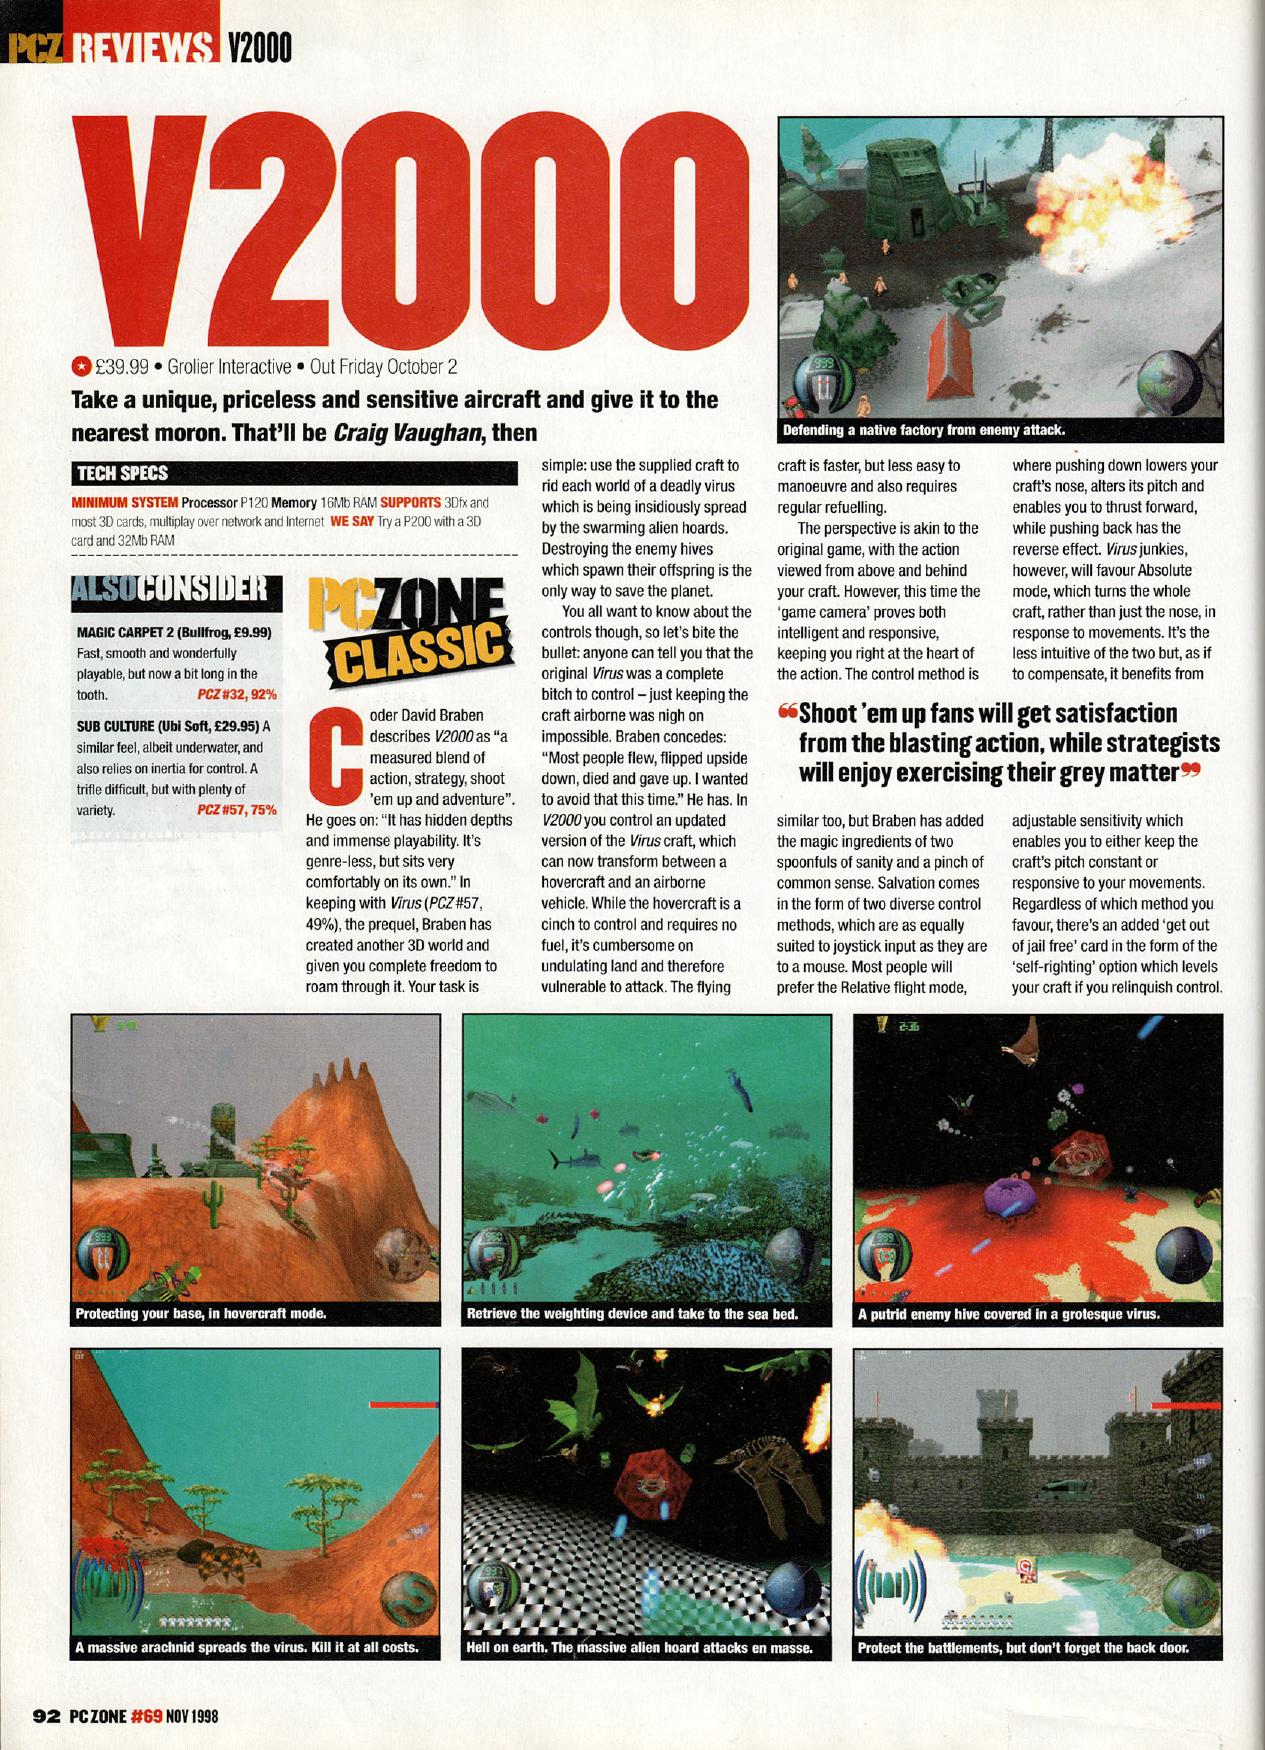 PCZ REVIEWS V2000
V2000
£39.99 • Grolier Interactive • Out Friday October 2
Take a unique, priceless and sensitive aircraft and give it to the
nearest moron. That'll be Craig Vaughan, then
Defending a native factory from enemy attack.
TECH SPECS
MINIMUM SYSTEM Processor P120 Memory 16Mb RAM SUPPORTS 3Dfx and
most 3D cards, multiplay over network and Internet WE SAY Try a P200 with a 3D
card and 32Mb RAM
ALSO CONSIDER
MAGIC CARPET 2 (Bullfrog, £9.99)
Fast, smooth and wonderfully
playable, but now a bit long in the
tooth. PCZ #32, 92%
SUB CULTURE (Ubi Soft, £29.95) A
similar feel, albeit underwater, and
also relies on inertia for control. A
trifle difficult, but with plenty of
variety. PCZ #57, 75%
PCZONE
CLASSIC
Coder David Braben
describes V2000 as “a
measured blend of
action, strategy, shoot
'em up and adventure”.
He goes on: “It has hidden depths
and immense playability. It's
genre-less, but sits very
comfortably on its own.” In
keeping with Virus (PCZ #57,
49%), the prequel, Braben has
created another 3D world and
given you complete freedom to
roam through it. Your task is
simple: use the supplied craft to
rid each world of a deadly virus
which is being insidiously spread
by the swarming alien hoards.
Destroying the enemy hives
which spawn their offspring is the
only way to save the planet.
You all want to know about the
controls though, so let's bite the
bullet: anyone can tell you that the
original Virus was a complete
bitch to control – just keeping the
craft airborne was nigh on
impossible. Braben concedes:
“Most people flew, flipped upside
down, died and gave up. I wanted
to avoid that this time.” He has. In
V2000 you control an updated
version of the Virus craft, which
can now transform between a
hovercraft and an airborne
vehicle. While the hovercraft is a
cinch to control and requires no
fuel, it's cumbersome on
undulating land and therefore
vulnerable to attack. The flying
craft is faster, but less easy to
manoeuvre and also requires
regular refuelling.
The perspective is akin to the
original game, with the action
viewed from above and behind
your craft. However, this time the
'game camera' proves both
intelligent and responsive,
keeping you right at the heart of
the action. The control method is
similar too, but Braben has added
the magic ingredients of two
spoonfuls of sanity and a pinch of
common sense. Salvation comes
in the form of two diverse control
methods, which are as equally
suited to joystick input as they are
to a mouse. Most people will
prefer the Relative flight mode,
where pushing down lowers your
craft's nose, alters its pitch and
enables you to thrust forward,
while pushing back has the
reverse effect. Virus junkies,
however, will favour Absolute
mode, which turns the whole
craft, rather than just the nose, in
response to movements. It's the
less intuitive of the two but, as if
to compensate, it benefits from
“Shoot 'em up fans will get satisfaction
from the blasting action, while strategists
will enjoy exercising their grey matter”
adjustable sensitivity which
enables you to either keep the
craft's pitch constant or
responsive to your movements.
Regardless of which method you
favour, there's an added 'get out
of jail free' card in the form of the
'self-righting' option which levels
your craft if you relinquish control.
Protecting your base, in hovercraft mode.
Retrieve the weighting device and take to the sea bed.
2:36
A putrid enemy hive covered in a grotesque virus.
A massive arachnid spreads the virus. Kill it at all costs.
Hell on earth. The massive alien hoard attacks en masse.
Protect the battlements, but don't forget the back door.
92 PC ZONE #69 NOV 1998